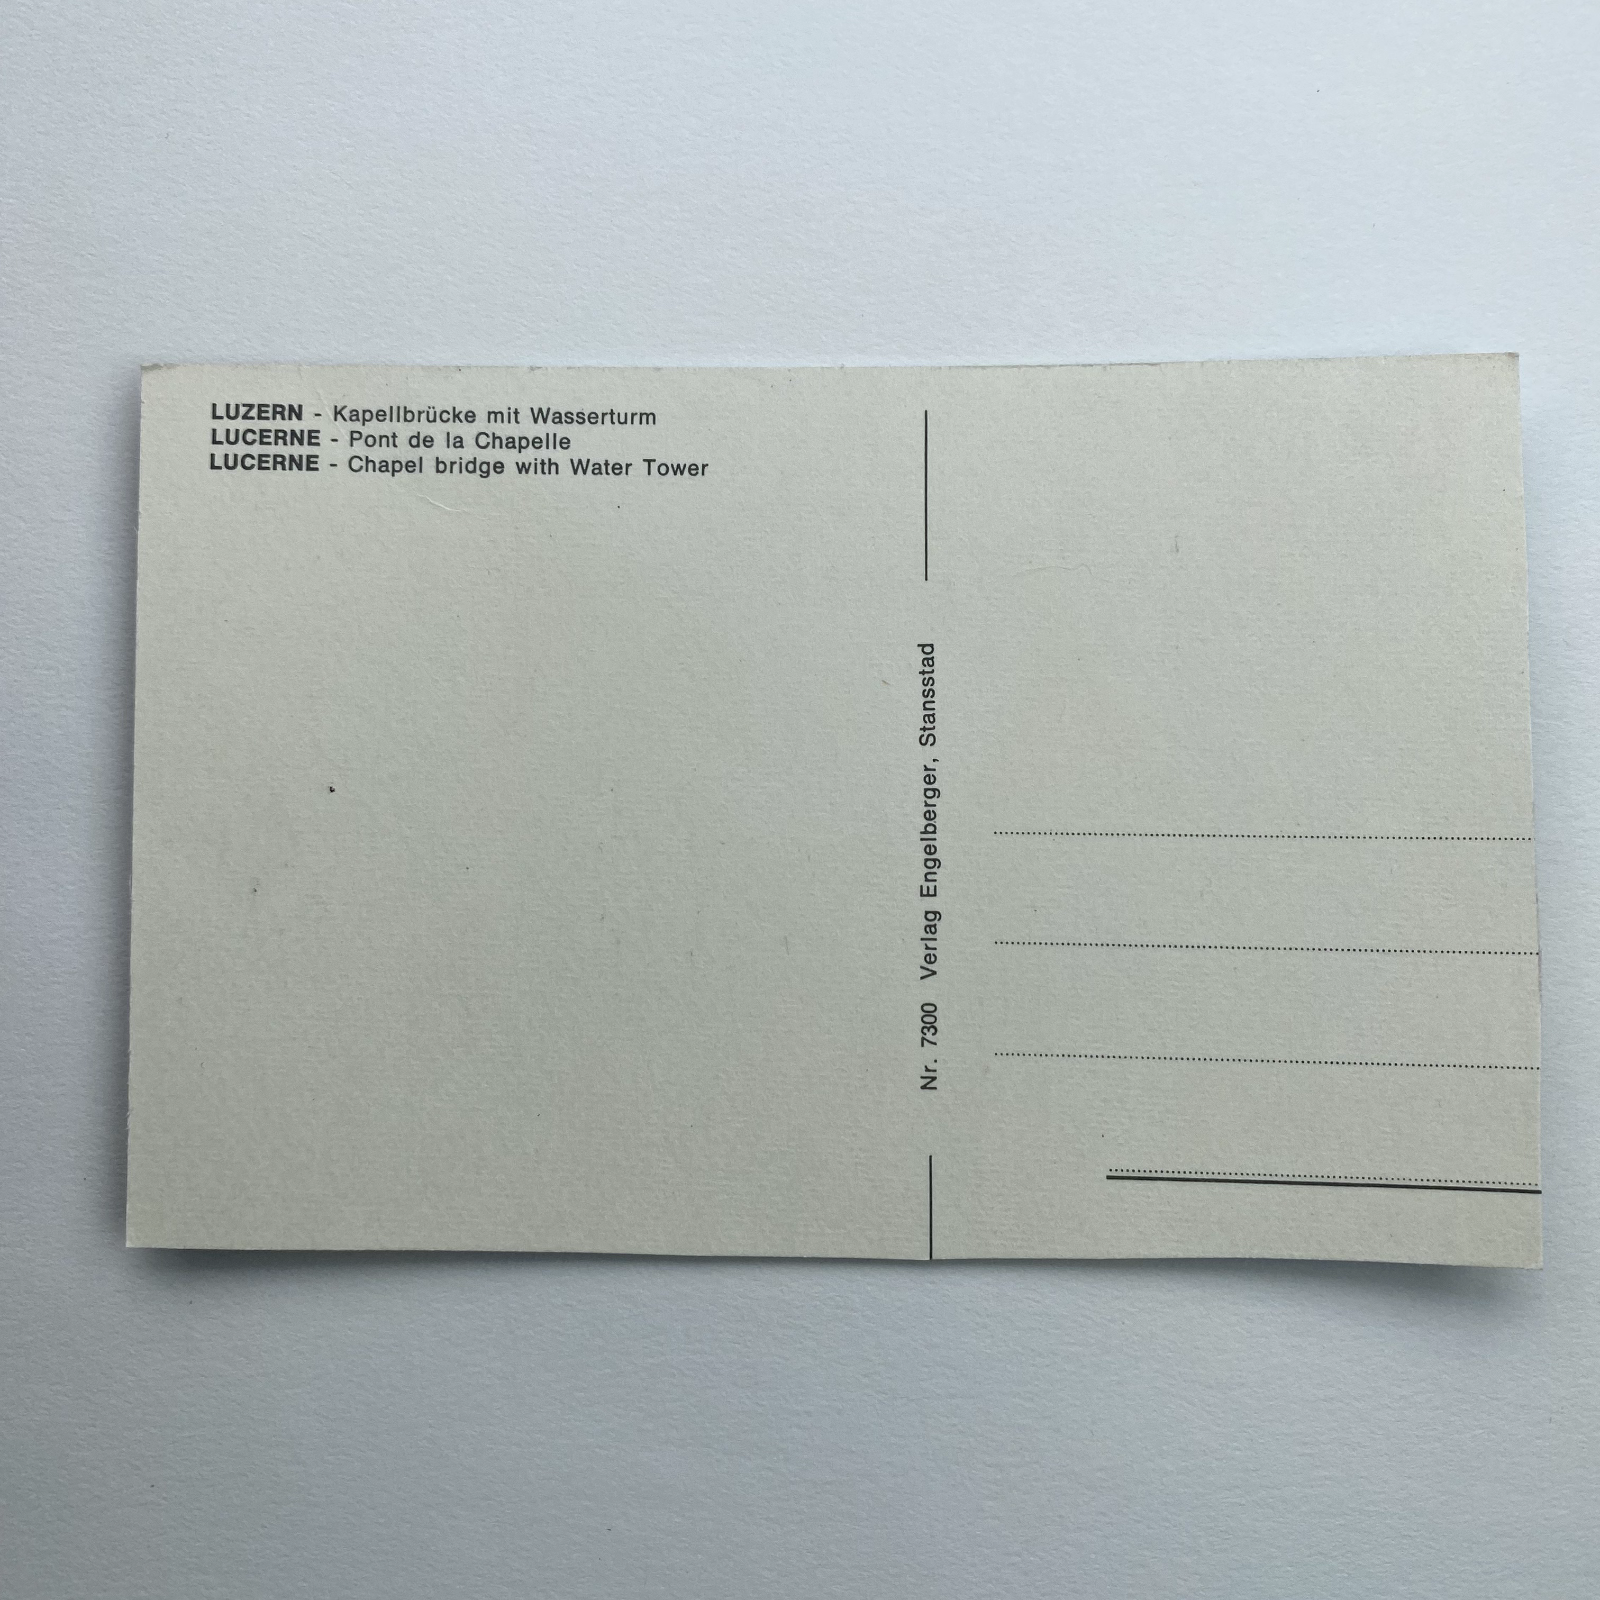 LUZERN - Kapellbrücke mit Wasserturm
LUCERNE - Pont de la Chapelle
LUCERNE - Chapel bridge with Water Tower
Nr. 7300 Verlag Engelberger, Stansstad